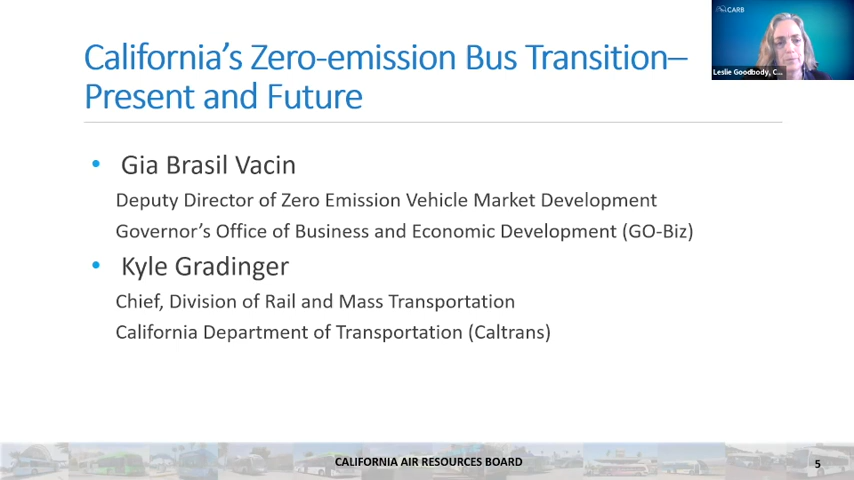 California's Zero-emission Bus Transition–
Present and Future
CARB
Leslie Goodbody, C...
• Gia Brasil Vacin
Deputy Director of Zero Emission Vehicle Market Development
Governor's Office of Business and Economic Development (GO-Biz)
• Kyle Gradinger
Chief, Division of Rail and Mass Transportation
California Department of Transportation (Caltrans)
CALIFORNIA AIR RESOURCES BOARD
5